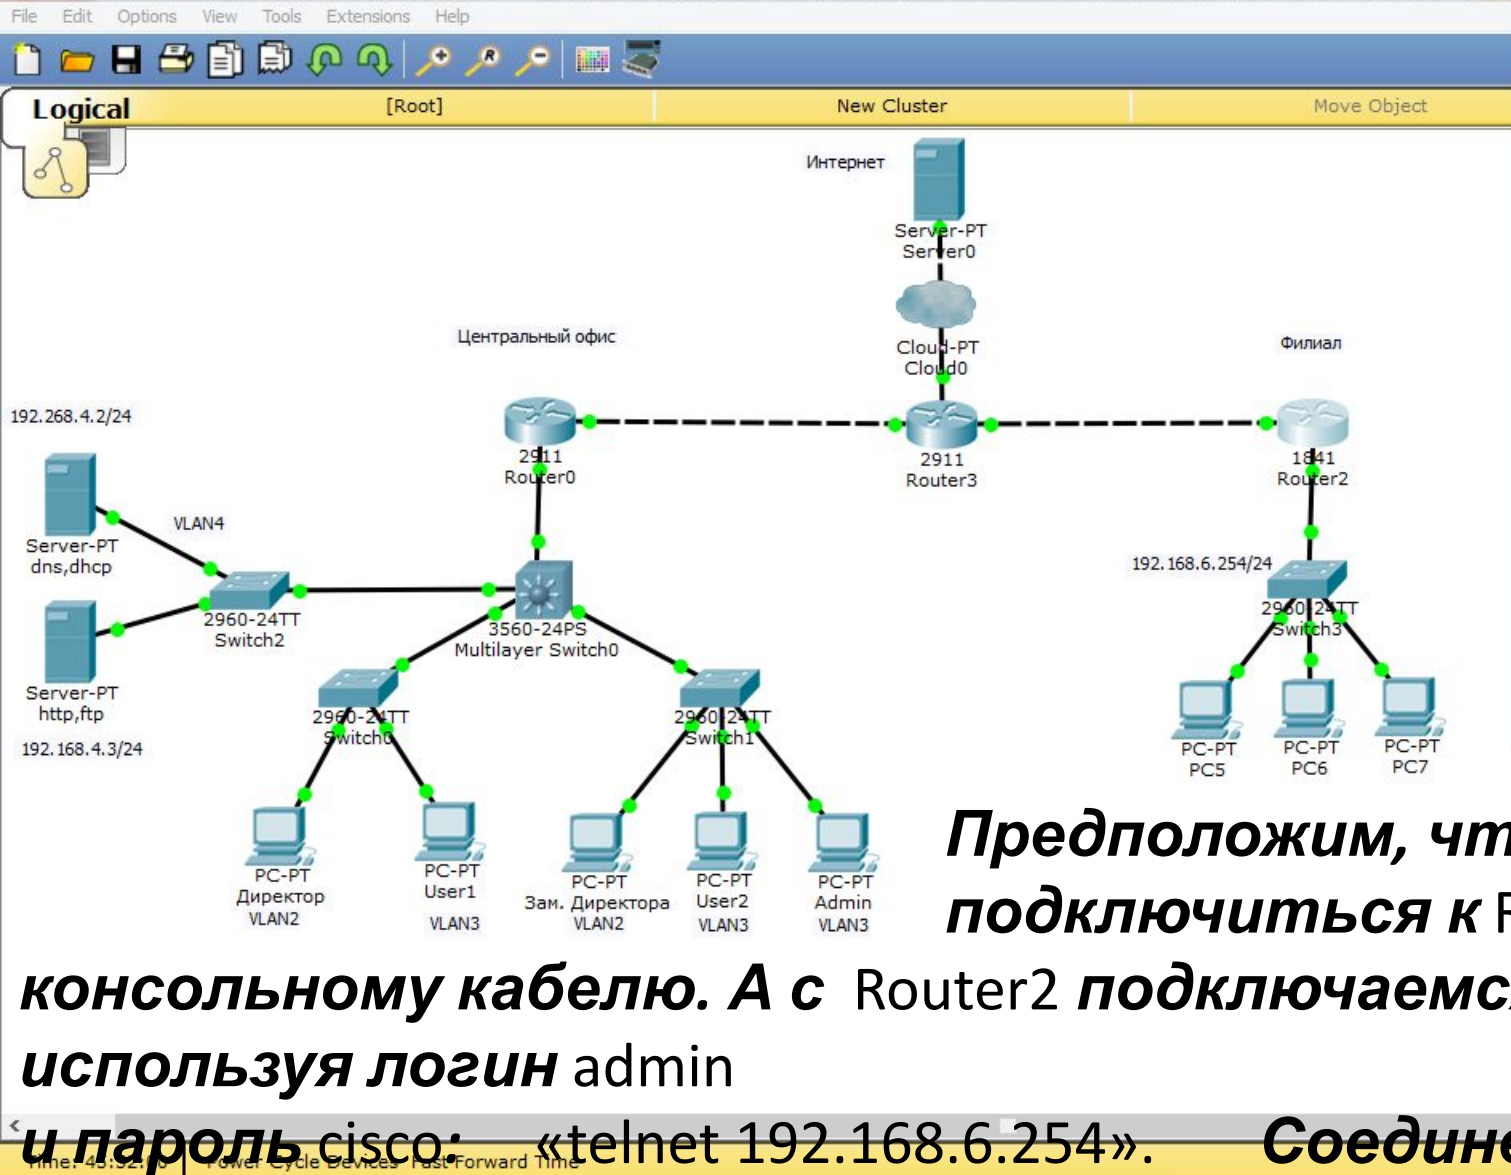 File Edit Options View Tools Extensions Help
Logical [Root] New Cluster Move Object
Интернет
Server-PT
Server0
Центральный офис
Cloud-PT
Cloud0
Филиал
192.268.4.2/24
2911
Router0
2911
Router3
1841
Router2
VLAN4
Server-PT
dns,dhcp
192.168.6.254/24
2960-24TT
Switch2
3560-24PS
Multilayer Switch0
2960-24TT
Switch3
Server-PT
http,ftp
192.168.4.3/24
2960-24TT
Switch0
2960-24TT
Switch1
PC-PT
PC5
PC-PT
PC6
PC-PT
PC7
PC-PT
Директор
VLAN2
PC-PT
User1
VLAN3
PC-PT
Зам. Директора
VLAN2
PC-PT
User2
VLAN3
PC-PT
Admin
VLAN3
Предположим, чт
подключиться к R
консольному кабелю. А с Router2 подключаемс
используя логин admin
и пароль cisco: «telnet 192.168.6.254». Соедин
Power Cycle Devices Fast Forward Time